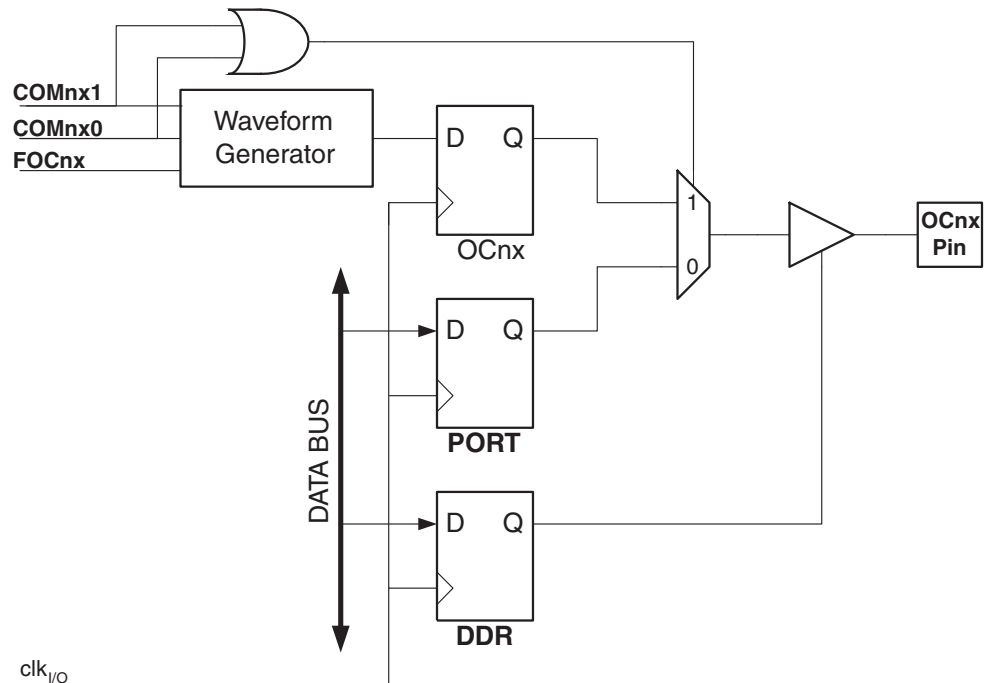 COMnx1
COMnx0
FOCnx
Waveform
Generator
D Q
OCnx
1
0
OCnx
Pin
D Q
PORT
DATA BUS
D Q
DDR
clkI/O